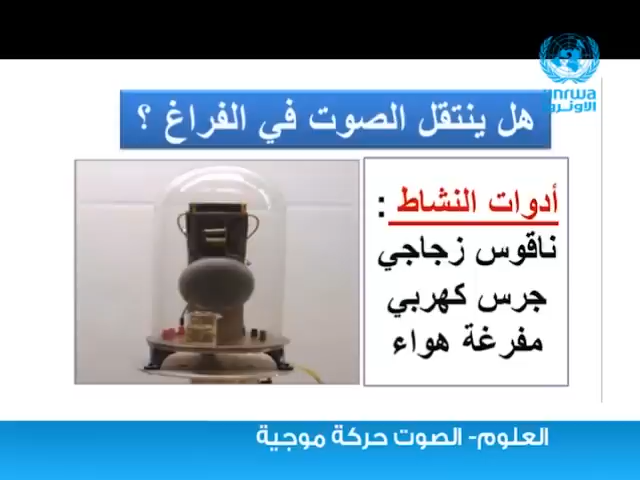 unrwa
الأونروا
هل ينتقل الصوت في الفراغ ؟
أدوات النشاط :
ناقوس زجاجي
جرس كهربي
مفرغة هواء
العلوم- الصوت حركة موجية